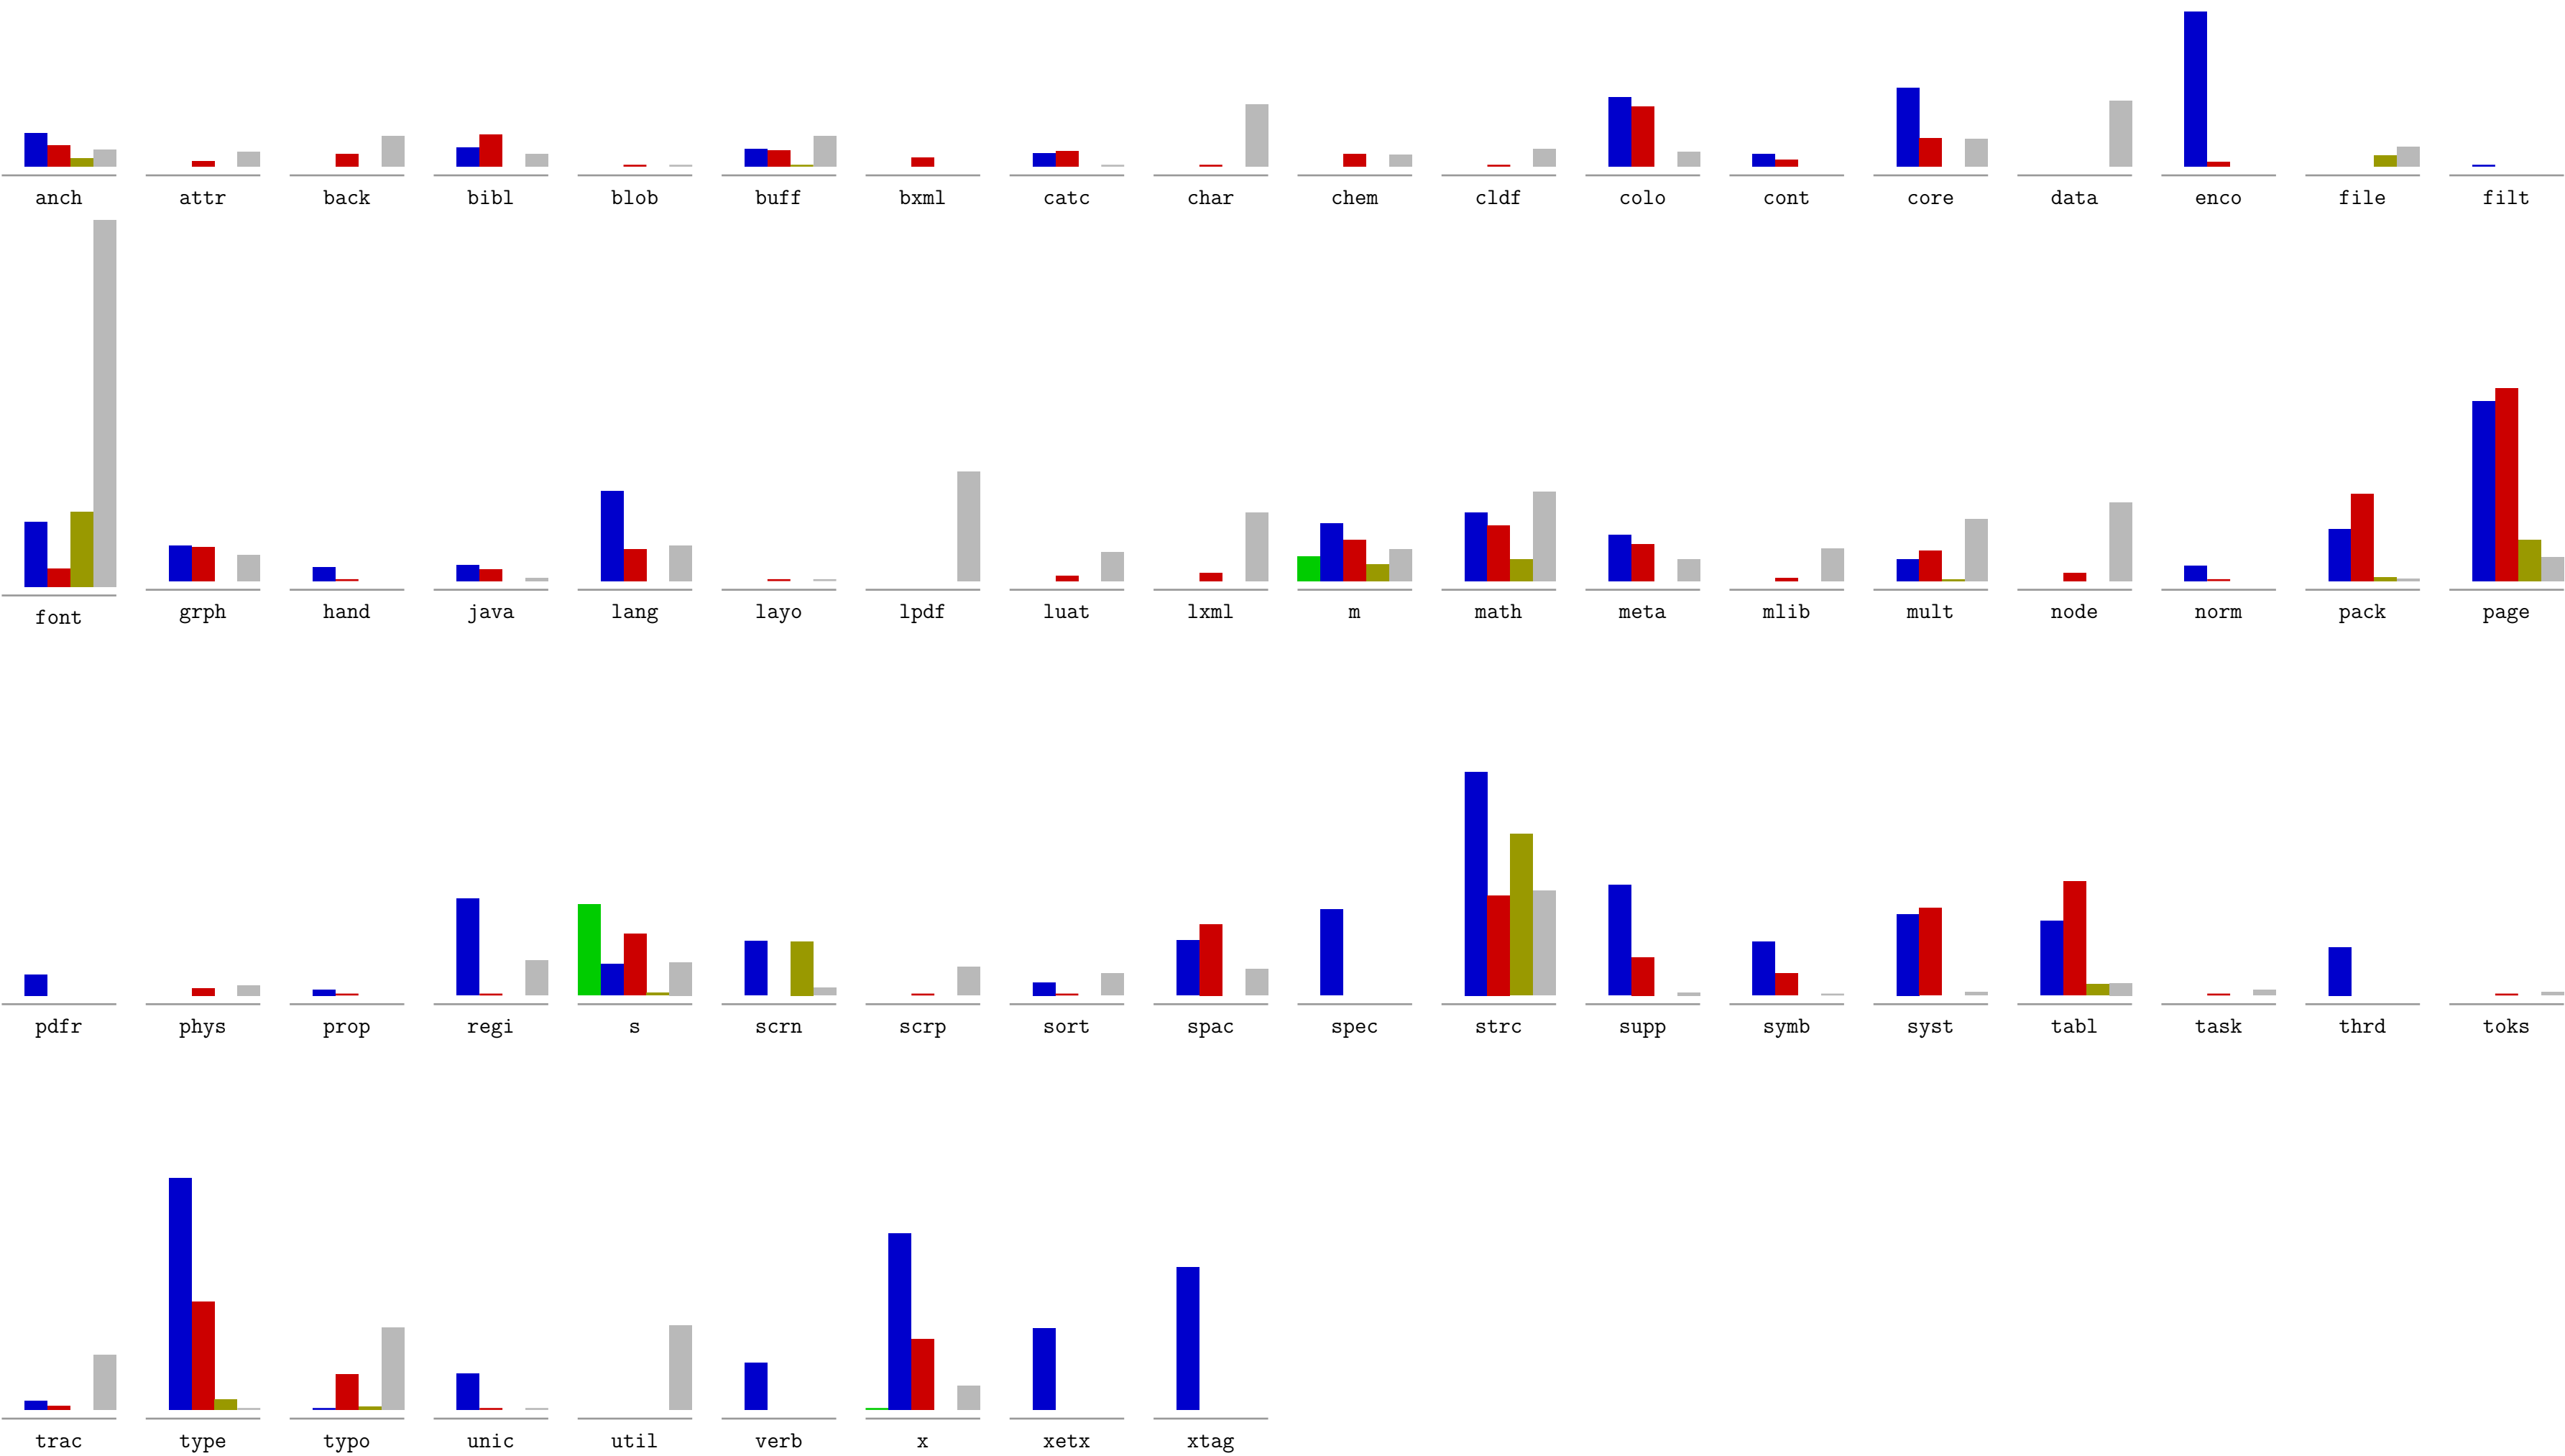 anch attr back bibl blob buff bxml catc char chem cldf colo cont core data enco file filt
font grph hand java lang layo lpdf luat lxml m math meta mlib mult node norm pack page
pdfr phys prop regi s scrn scrp sort spac spec strc supp symb syst tabl task thrd toks
trac type typo unic util verb x xetx xtag